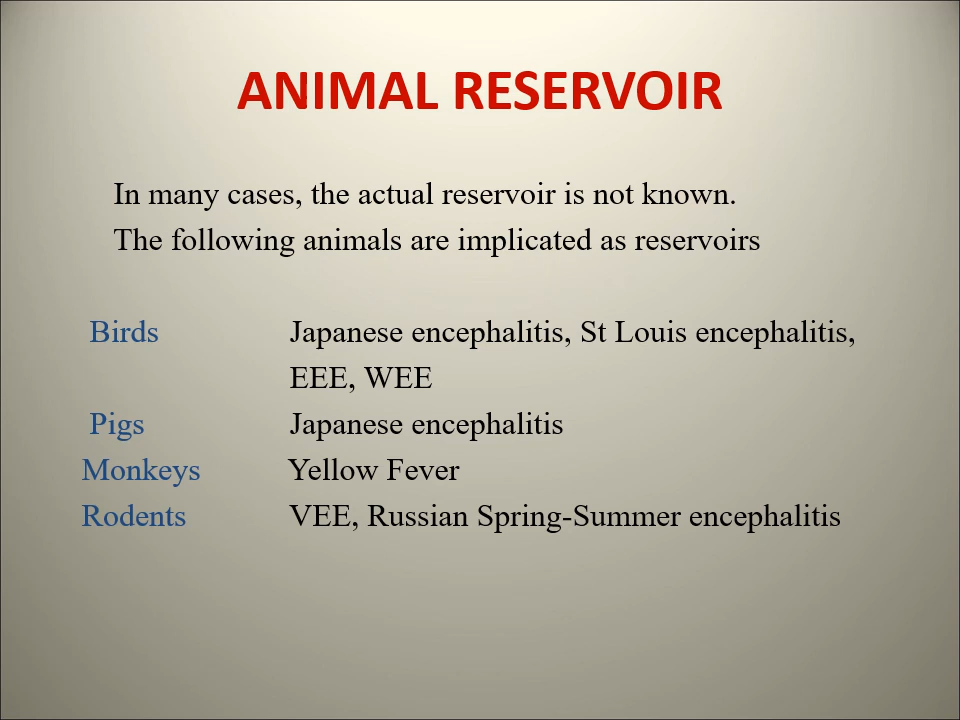 ANIMAL RESERVOIR
In many cases, the actual reservoir is not known.
The following animals are implicated as reservoirs
Birds Japanese encephalitis, St Louis encephalitis,
EEE, WEE
Pigs Japanese encephalitis
Monkeys Yellow Fever
Rodents VEE, Russian Spring-Summer encephalitis